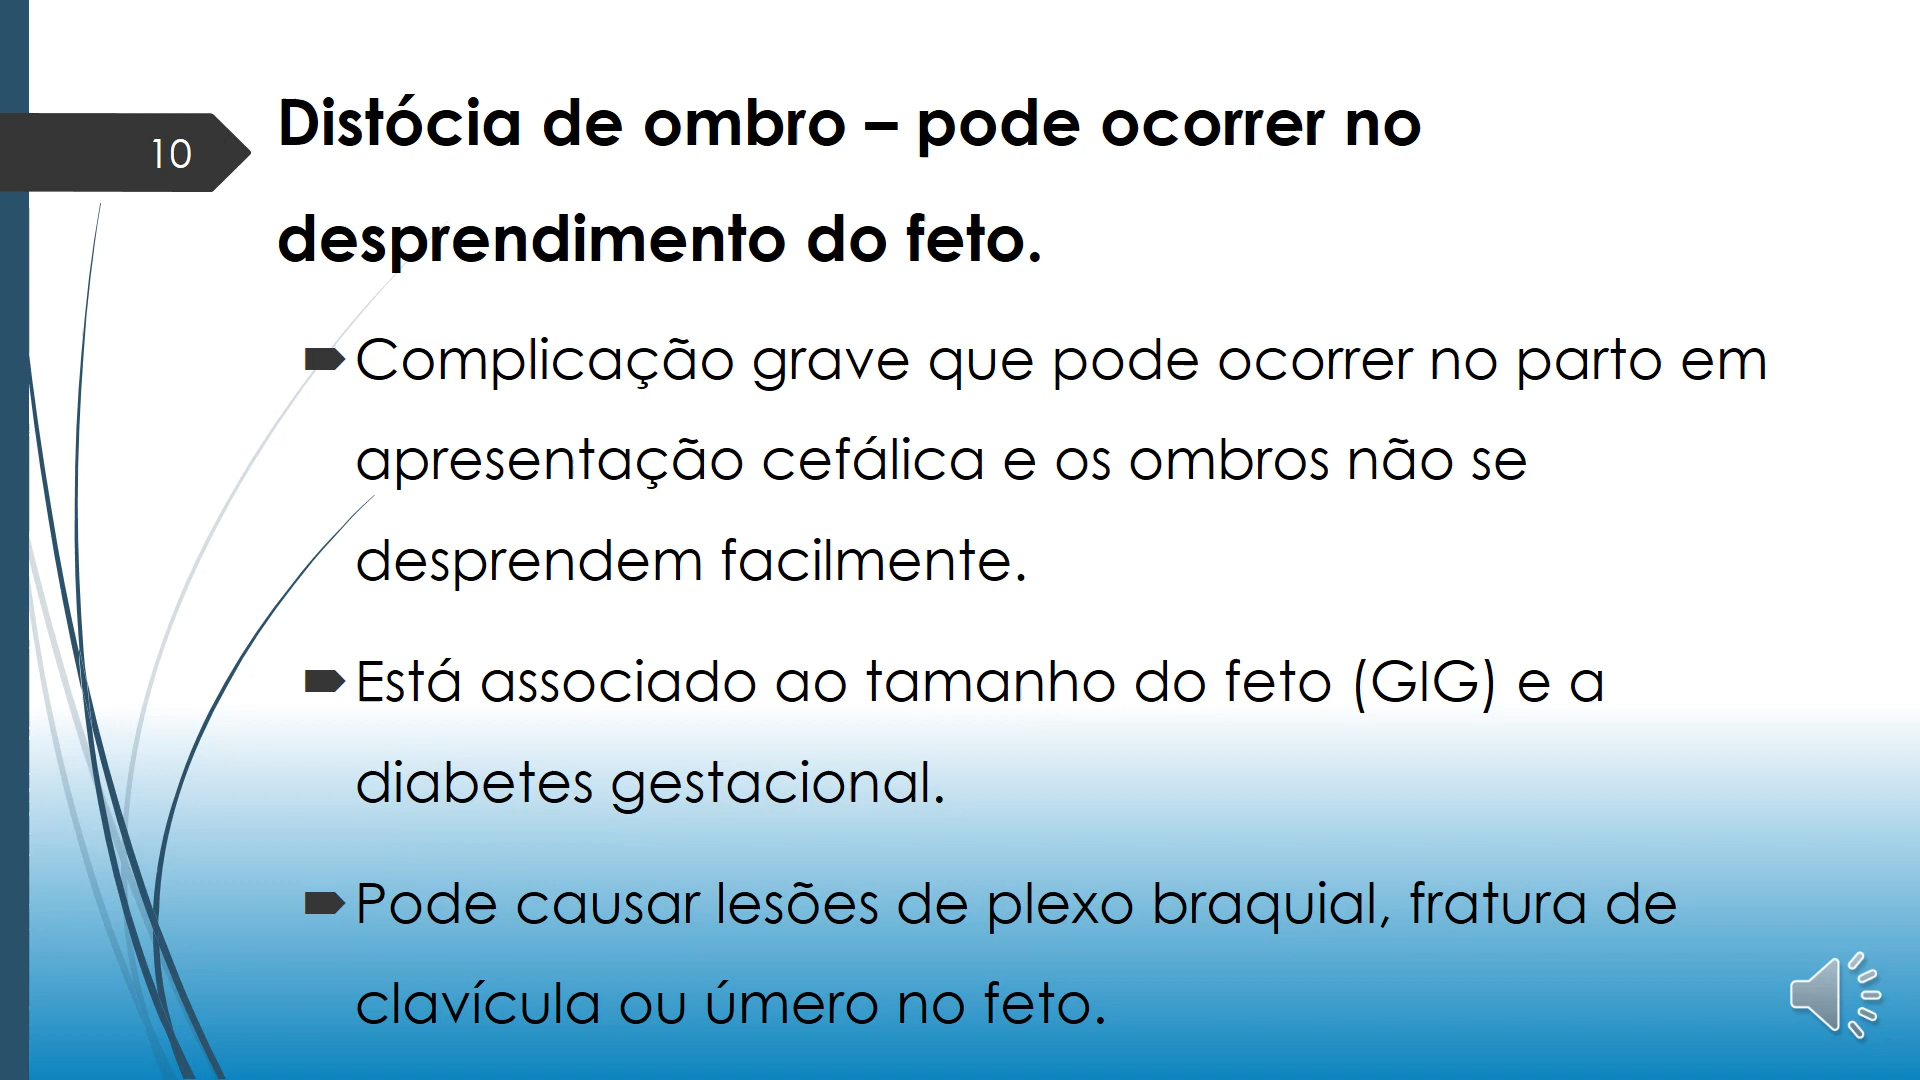 10
Distócia de ombro – pode ocorrer no
desprendimento do feto.
Complicação grave que pode ocorrer no parto em
apresentação cefálica e os ombros não se
desprendem facilmente.
Está associado ao tamanho do feto (GIG) e a
diabetes gestacional.
Pode causar lesões de plexo braquial, fratura de
clavícula ou úmero no feto.